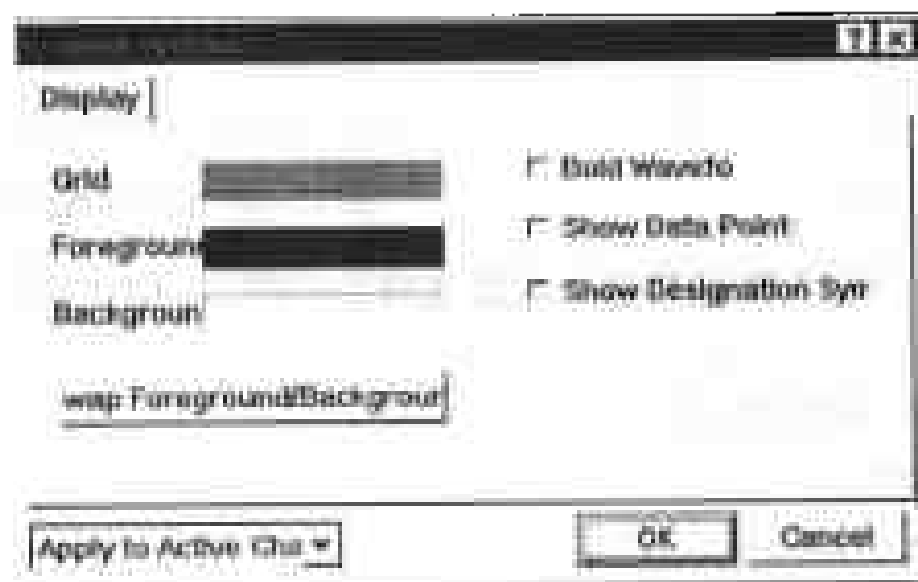 Display
Grid
Bold Wavefo
Foregroun
Show Data Point
Backgroun
Show Designation Sym
wap Foreground/Backgroun
Apply to Active Cha
OK
Cancel